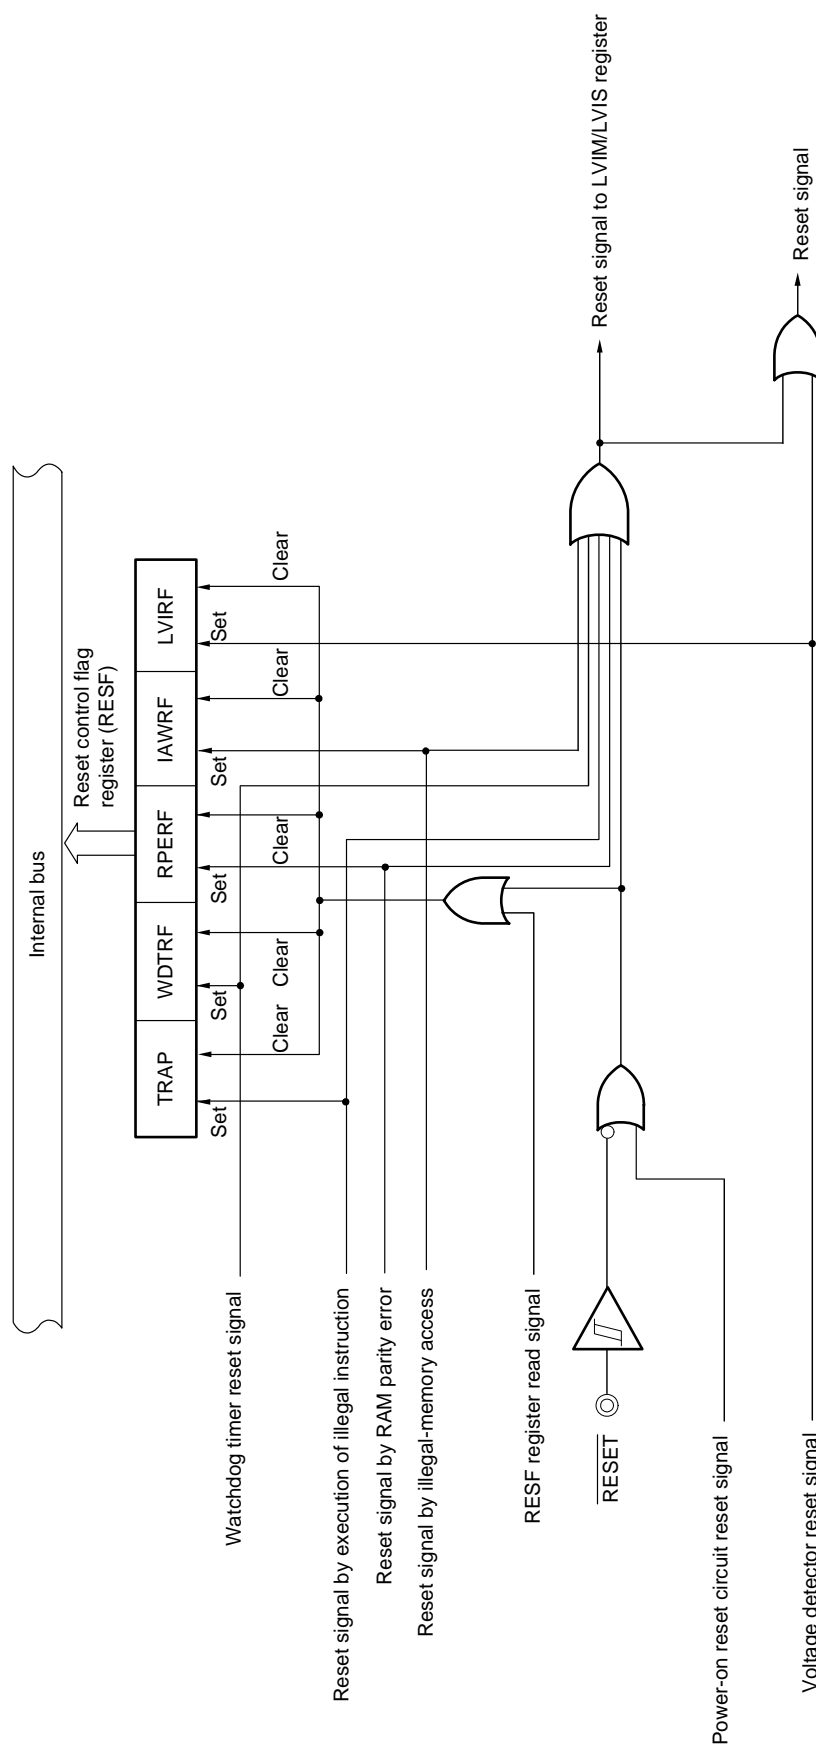 Internal bus
Reset control flag
register (RESF)
TRAP
WDTRF
RPERF
IAWRF
LVIRF
Set
Clear
Set
Clear
Set
Clear
Set
Clear
Set
Clear
Watchdog timer reset signal
Reset signal by execution of illegal instruction
Reset signal by RAM parity error
Reset signal by illegal-memory access
RESF register read signal
RESET
Reset signal to LVIM/LVIS register
Power-on reset circuit reset signal
Voltage detector reset signal
Reset signal